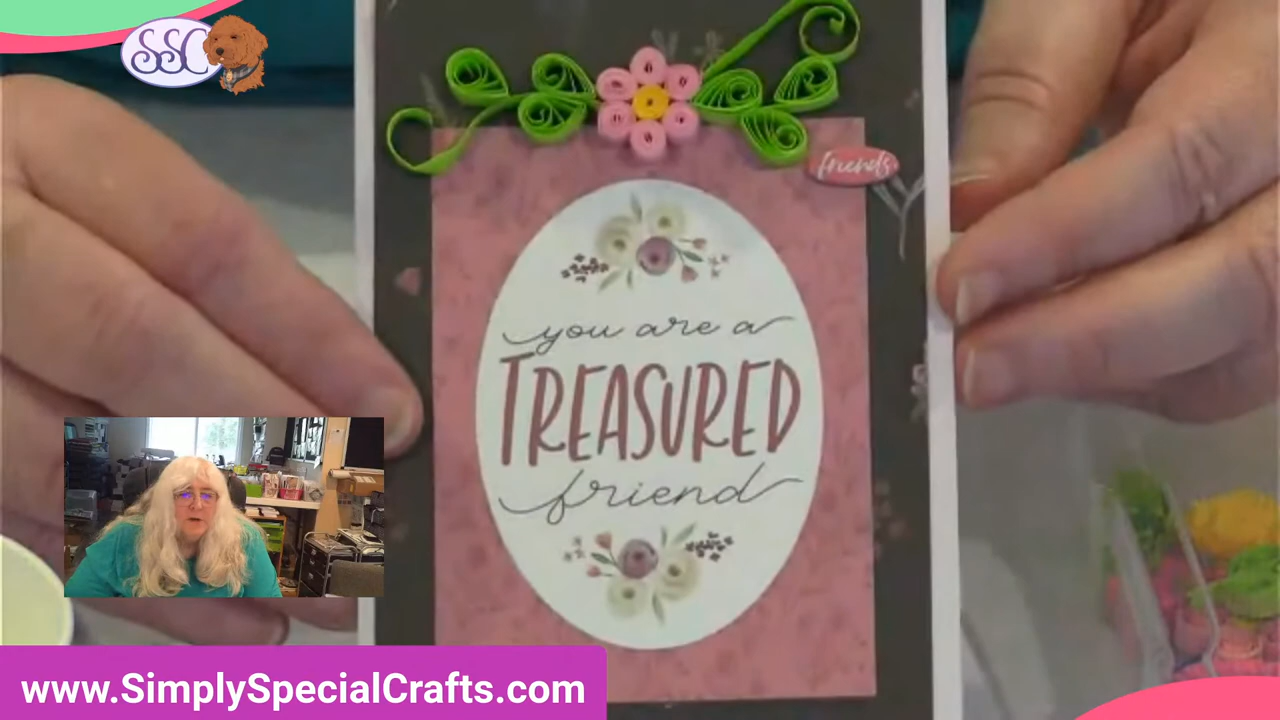 SSC
friends
you are a
TREASURED
friend
www.SimplySpecialCrafts.com